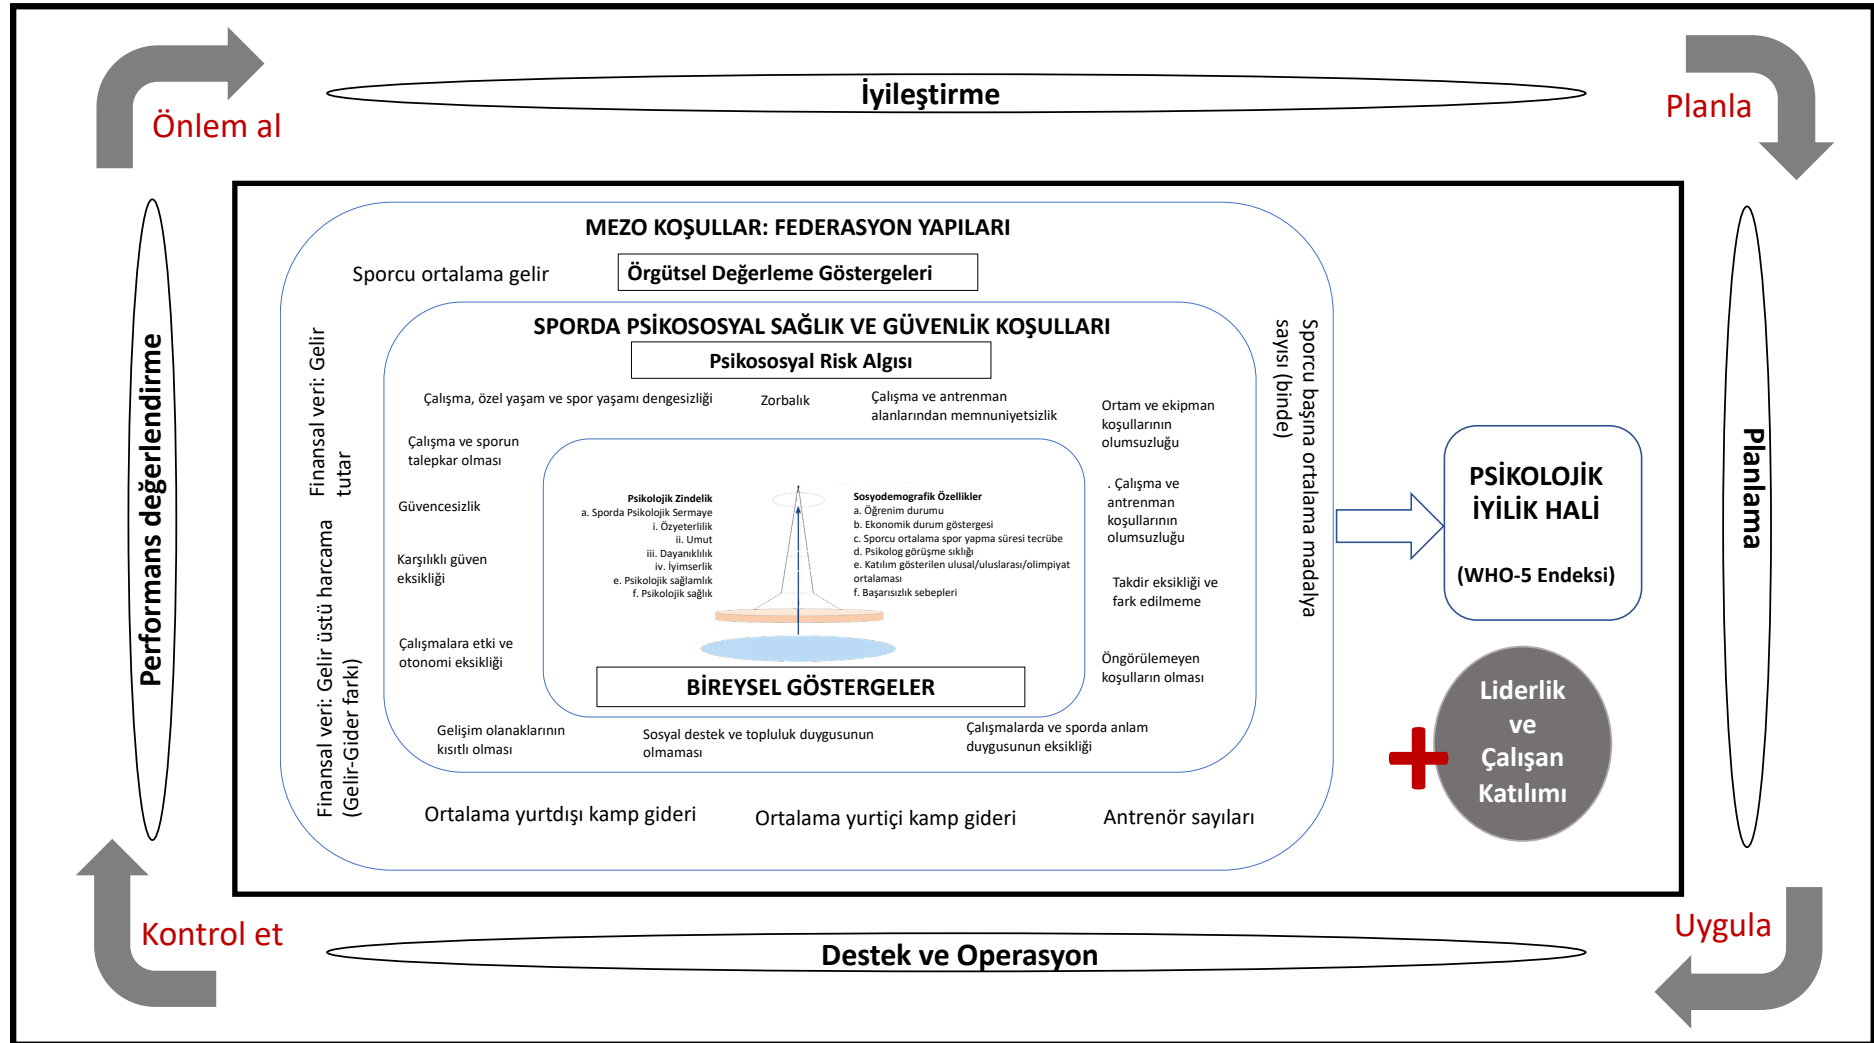 İyileştirme
Önlem al
Planla
MEZO KOŞULLAR: FEDERASYON YAPILARI
Sporcu ortalama gelir
Örgütsel Değerleme Göstergeleri
SPORDA PSİKOSOSYAL SAĞLIK VE GÜVENLİK KOŞULLARI
Psikososyal Risk Algısı
Çalışma, özel yaşam ve spor yaşamı dengesizliği
Zorbalık
Çalışma ve antrenman
alanlarından memnuniyetsizlik
Ortam ve ekipman
koşullarının
olumsuzluğu
Çalışma ve sporun
talepkar olması
Güvencesizlik
Karşılıklı güven
eksikliği
Çalışmalara etki ve
otonomi eksikliği
Psikolojik Zindelik
a. Sporda Psikolojik Sermaye
i. Özyeterlilik
ii. Umut
iii. Dayanıklılık
iv. İyimserlik
e. Psikolojik sağlamlık
f. Psikolojik sağlık
Sosyodemografik Özellikler
a. Öğrenim durumu
b. Ekonomik durum göstergesi
c. Sporcu ortalama spor yapma süresi tecrübe
d. Psikolog görüşme sıklığı
e. Katılım gösterilen ulusal/uluslarası/olimpiyat
ortalaması
f. Başarısızlık sebepleri
BİREYSEL GÖSTERGELER
. Çalışma ve
antrenman
koşullarının
olumsuzluğu
Takdir eksikliği ve
fark edilmeme
Öngörülemeyen
koşulların olması
Gelişim olanaklarının
kısıtlı olması
Sosyal destek ve topluluk duygusunun
olmaması
Çalışmalarda ve sporda anlam
duygusunun eksikliği
Finansal veri: Gelir
tutar
Finansal veri: Gelir üstü harcama
(Gelir-Gider farkı)
Sporcu başına ortalama madalya
sayısı (binde)
Ortalama yurtdışı kamp gideri
Ortalama yurtiçi kamp gideri
Antrenör sayıları
PSİKOLOJİK
İYİLİK HALİ
(WHO-5 Endeksi)
Liderlik
ve
Çalışan
Katılımı
Performans değerlendirme
Planlama
Kontrol et
Uygula
Destek ve Operasyon